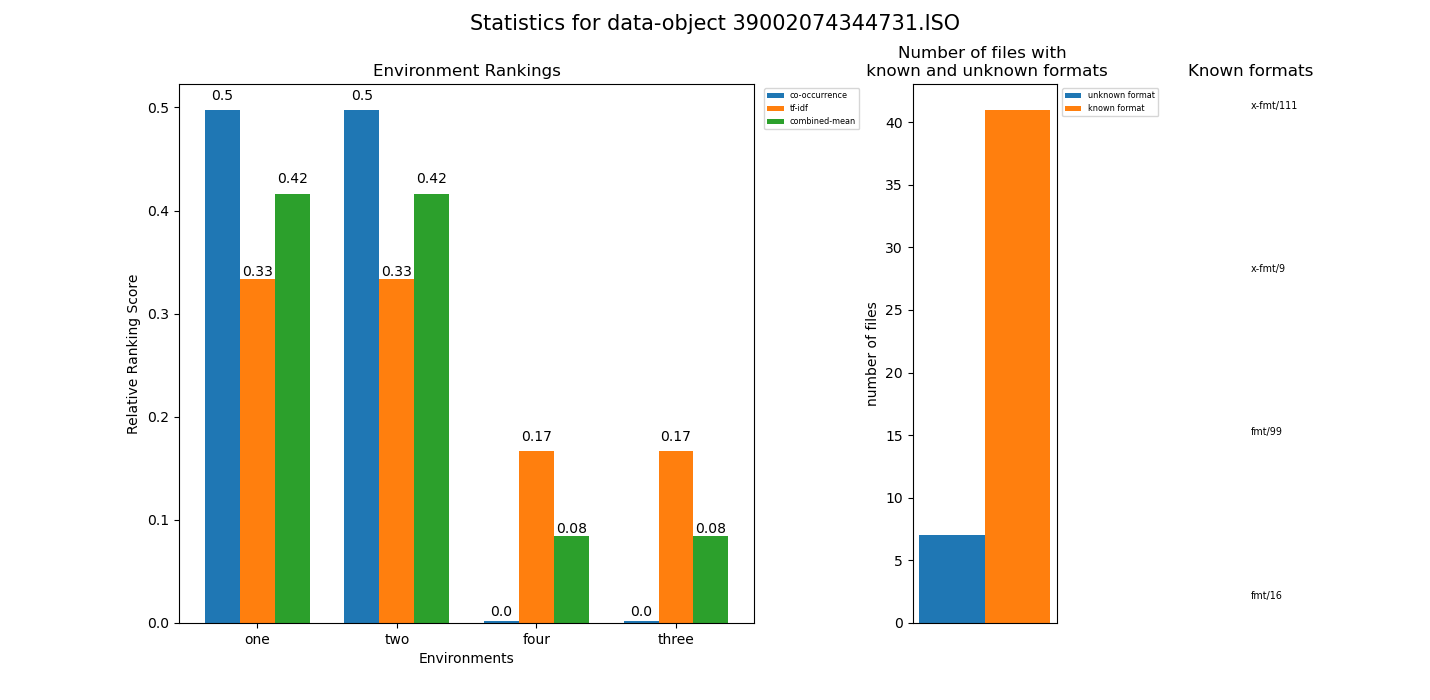 Statistics for data-object 39002074344731.ISO
Environment Rankings
0.5
0.4
0.3
0.2
0.1
0.0
Relative Ranking Score
0.5
0.33
0.42
0.5
0.33
0.42
0.0
0.17
0.08
0.0
0.17
0.08
one
two
four
three
Environments
co-occurrence
tf-idf
combined-mean
Number of files with
known and unknown formats
40
35
30
25
20
15
10
5
0
number of files
unknown format
known format
Known formats
x-fmt/111
x-fmt/9
fmt/99
fmt/16